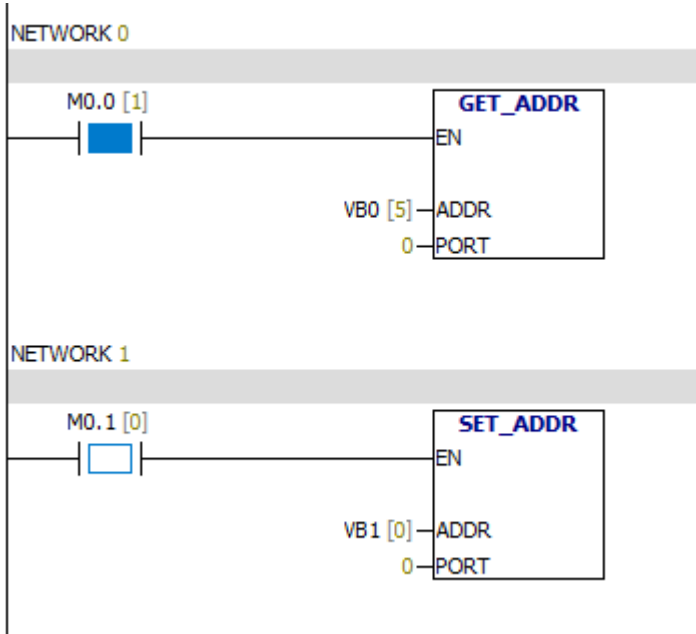 NETWORK 0
M0.0 [1]
GET_ADDR
EN
VB0 [5] ADDR
0 PORT
NETWORK 1
M0.1 [0]
SET_ADDR
EN
VB1 [0] ADDR
0 PORT